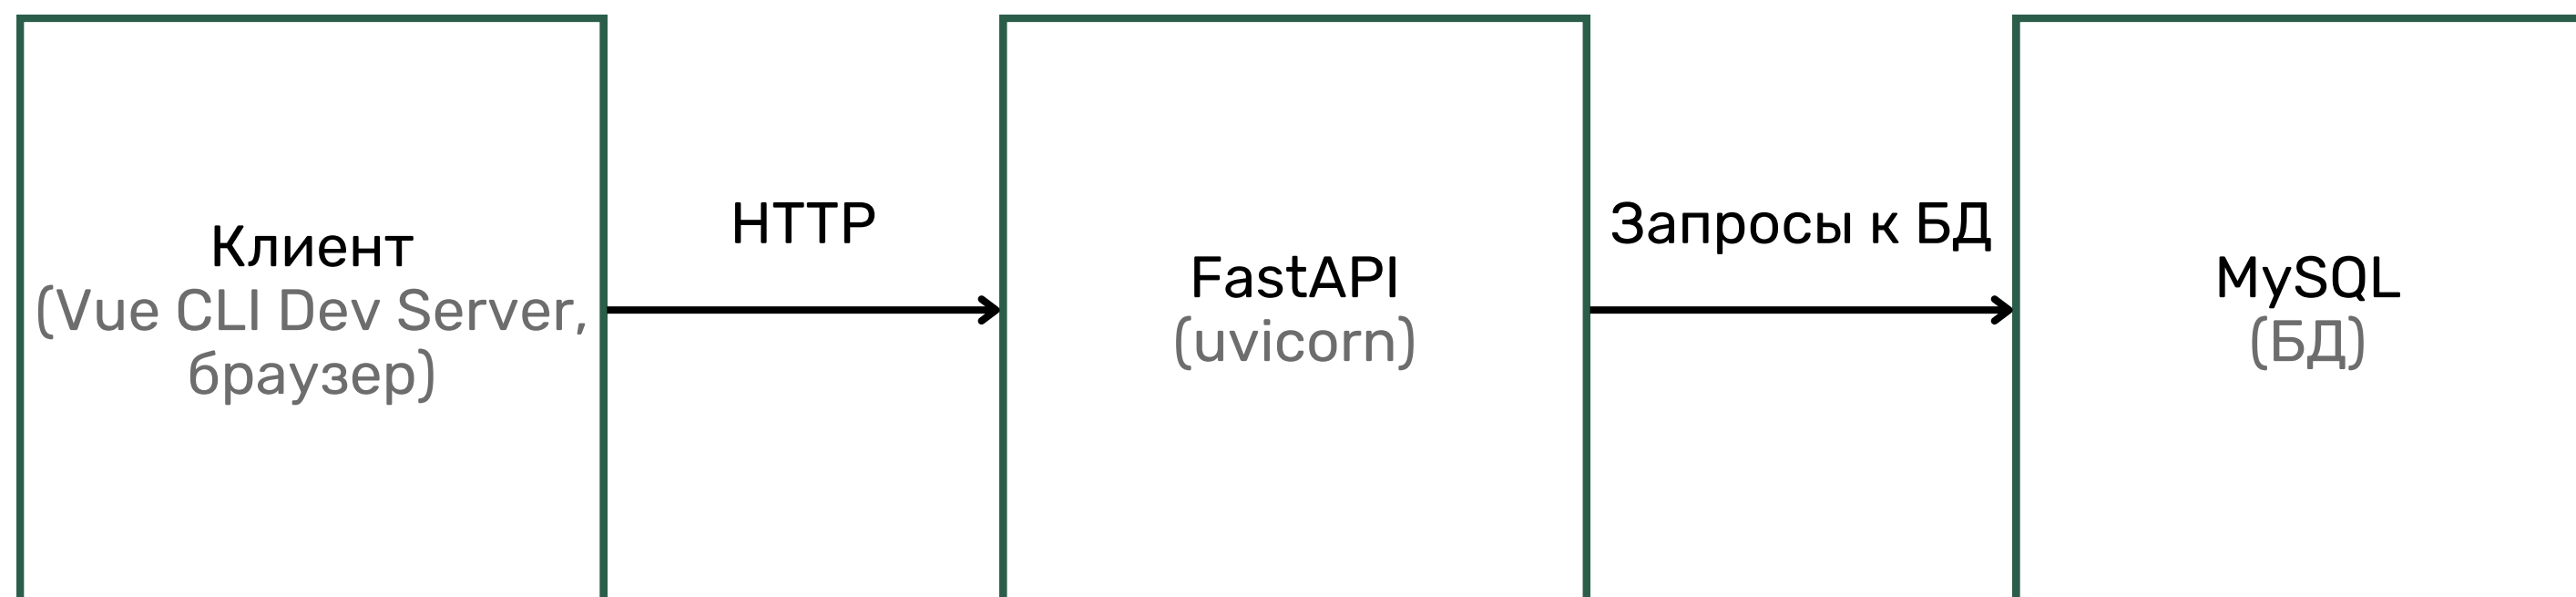 Клиент
(Vue CLI Dev Server,
браузер)
HTTP
FastAPI
(uvicorn)
Запросы к БД
MySQL
(БД)